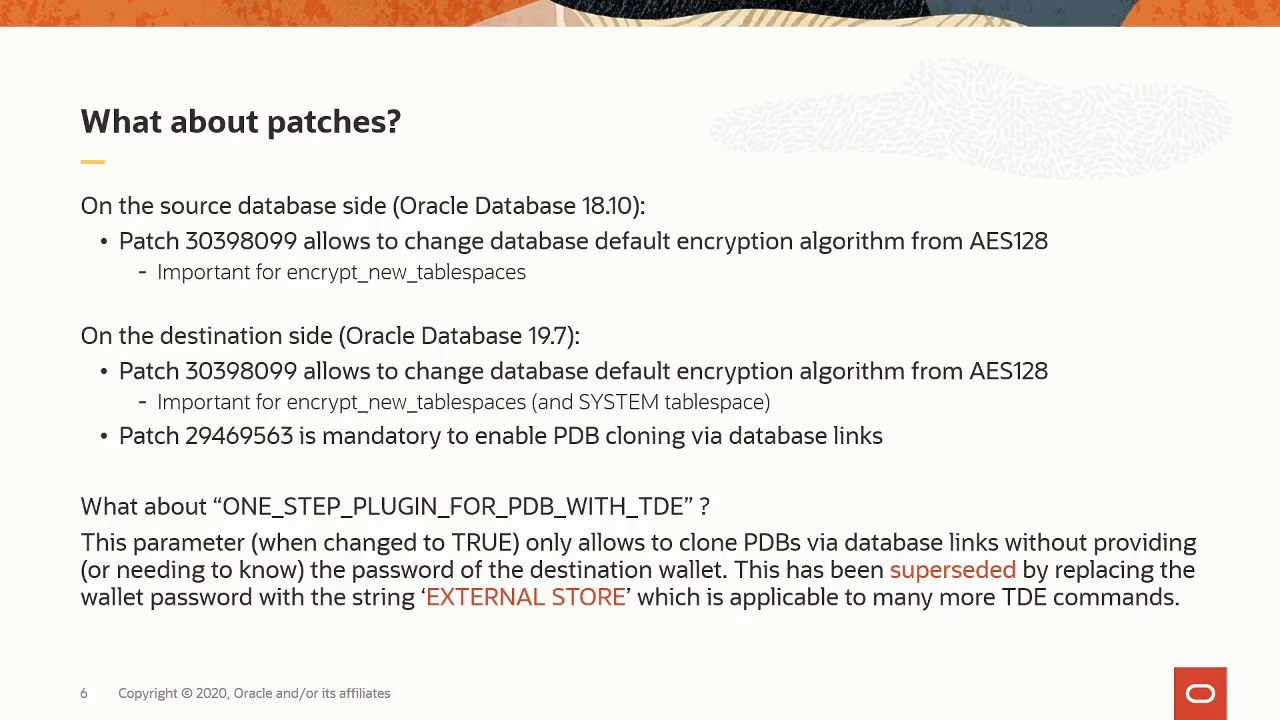 What about patches?
On the source database side (Oracle Database 18.10):
• Patch 30398099 allows to change database default encryption algorithm from AES128
- Important for encrypt_new_tablespaces
On the destination side (Oracle Database 19.7):
• Patch 30398099 allows to change database default encryption algorithm from AES128
- Important for encrypt_new_tablespaces (and SYSTEM tablespace)
• Patch 29469563 is mandatory to enable PDB cloning via database links
What about “ONE_STEP_PLUGIN_FOR_PDB_WITH_TDE” ?
This parameter (when changed to TRUE) only allows to clone PDBs via database links without providing
(or needing to know) the password of the destination wallet. This has been superseded by replacing the
wallet password with the string ‘EXTERNAL STORE’ which is applicable to many more TDE commands.
6 Copyright © 2020, Oracle and/or its affiliates